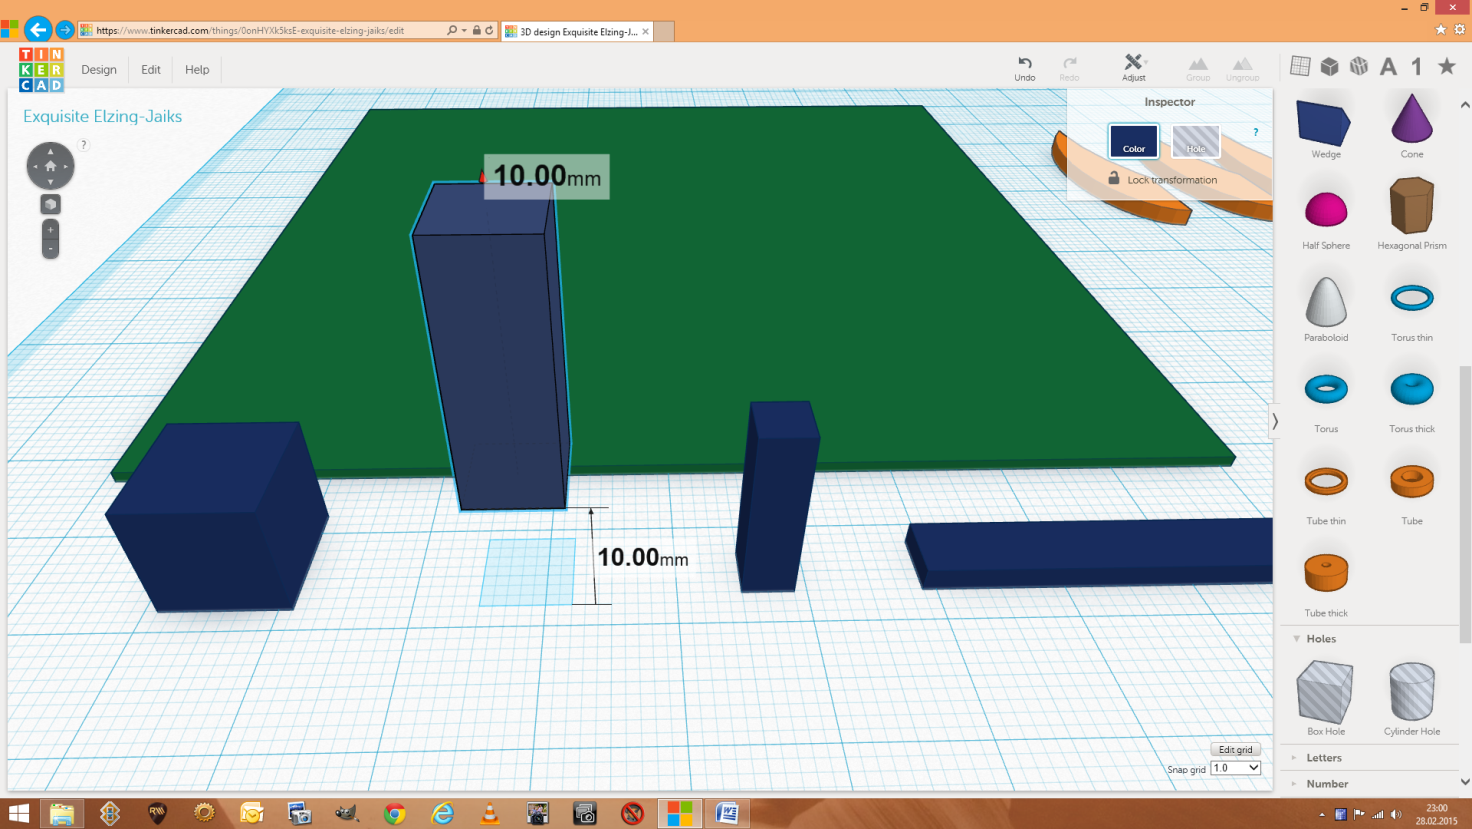 https://www.tinkercad.com/things/0onHYXk5ksE-exquisite-elzing-jaiks/edit
3D design Exquisite Elzing-J...
TIN
KER
CAD
Design
Edit
Help
Undo
Redo
Adjust
Group
Ungroup
Exquisite Elzing-Jaiks
?
+
-
10.00mm
10.00mm
Inspector
Color
Hole
?
Lock transformation
Wedge
Cone
Half Sphere
Hexagonal Prism
Paraboloid
Torus thin
Torus
Torus thick
Tube thin
Tube
Tube thick
Holes
Box Hole
Cylinder Hole
Letters
Number
Edit grid
Snap grid 1.0
23:00
28.02.2015